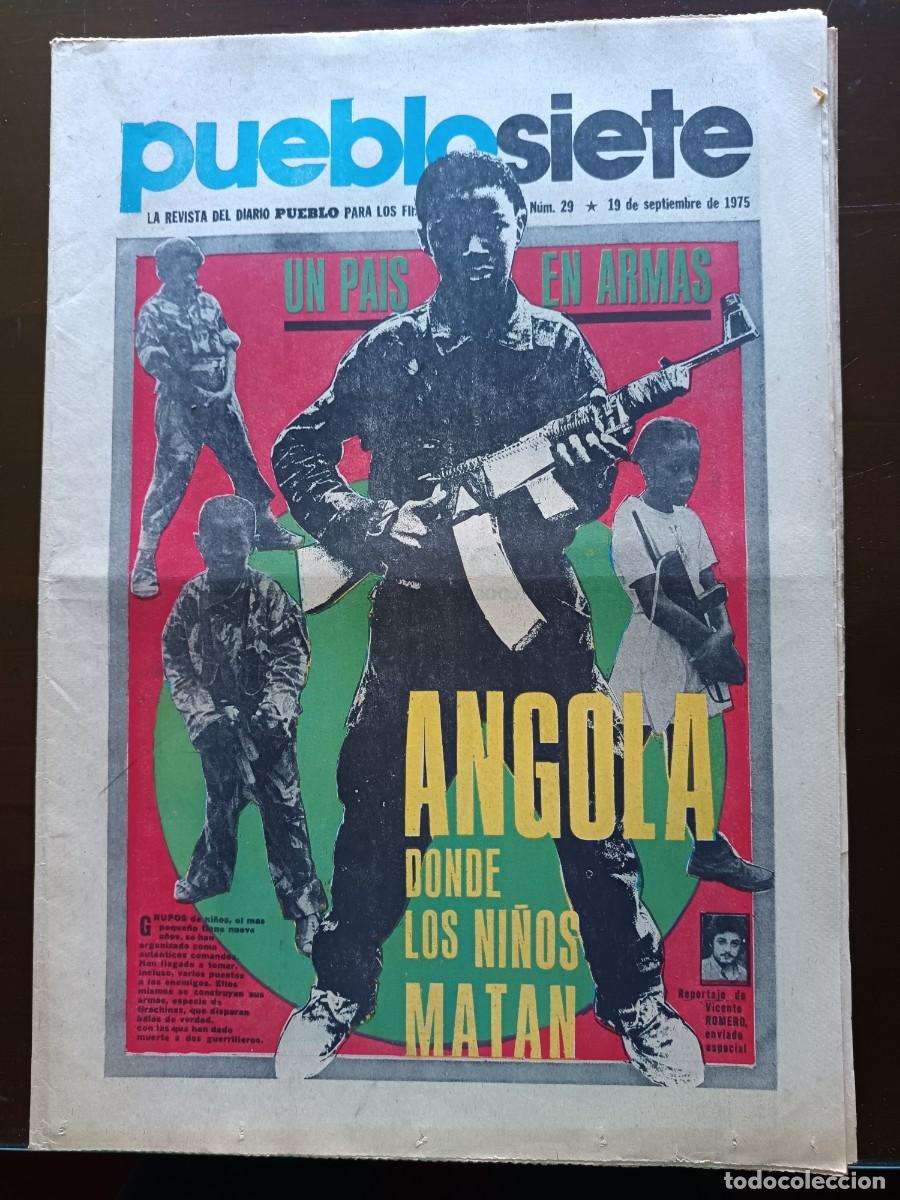 pueblosiete
LA REVISTA DEL DIARIO PUEBLO PARA LOS Núm. 29 ★ 19 de septiembre de 1975
UN PAIS EN ARMAS
ANGOLA
DONDE
LOS NIÑOS
MATAN
GRUPOS de niños, el mas
pequeño tiene nueve
años, se han
organizado como
auténticos comandos.
Han llegado a tomar,
incluso, varios puestos
a los enemigos. Ellos
mismos se construyen sus
armas, especie de
tirachinas, que disparan
balas de verdad,
con las que han dado
muerte a dos guerrilleros.
Reportaje de
Vicente
ROMERO,
enviado
especial
todocoleccion